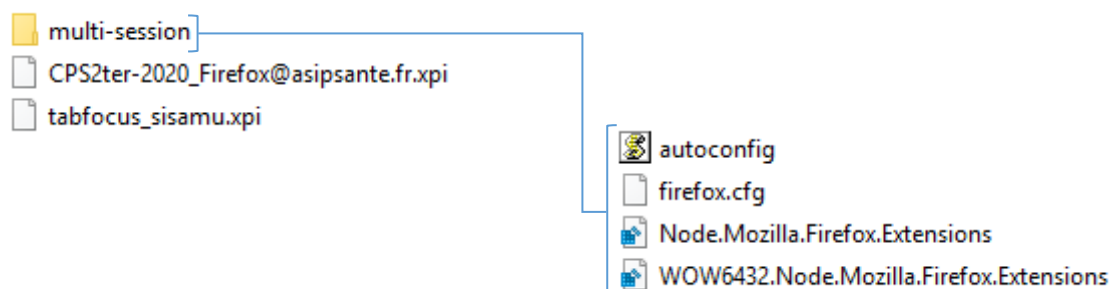 multi-session
CPS2ter-2020_Firefox@asipsante.fr.xpi
tabfocus_sisamu.xpi
autoconfig
firefox.cfg
Node.Mozilla.Firefox.Extensions
WOW6432.Node.Mozilla.Firefox.Extensions